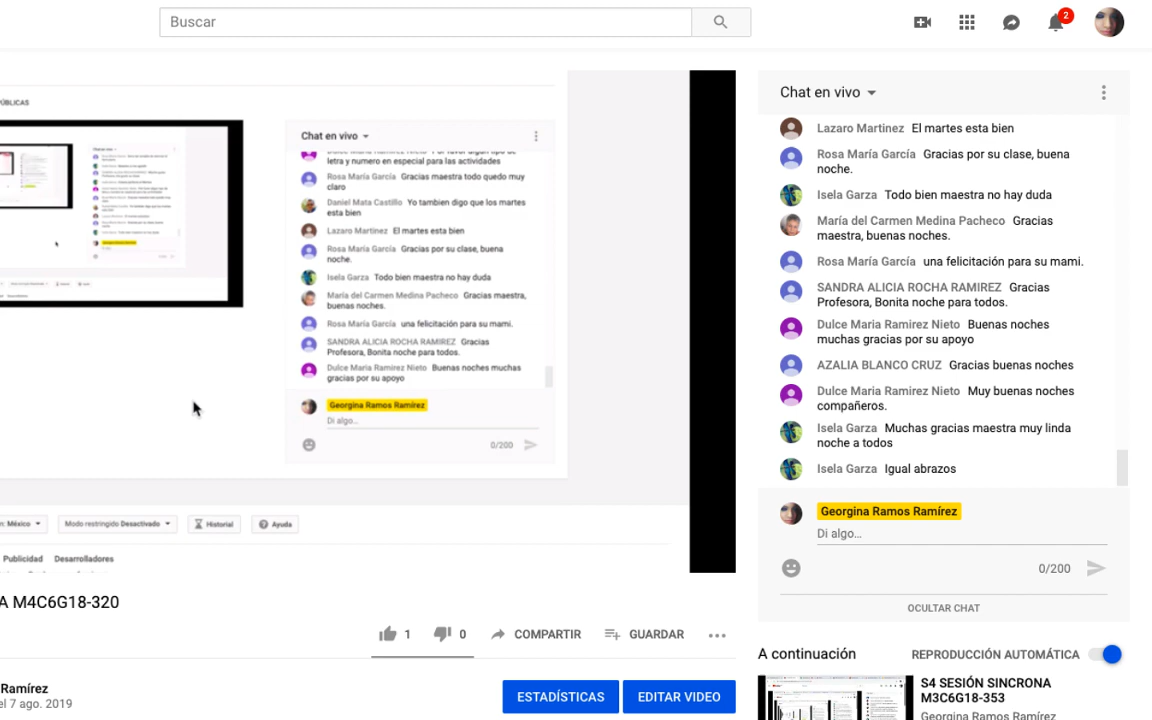 Buscar
2
PÚBLICAS
Chat en vivo
letra y numero en especial para las actividades
Rosa María García Gracias maestra todo quedo muy
claro
Daniel Mata Castillo Yo tambien digo que los martes
esta bien
Lazaro Martinez El martes esta bien
Rosa María García Gracias por su clase, buena
noche.
Isela Garza Todo bien maestra no hay duda
María del Carmen Medina Pacheco Gracias maestra,
buenas noches.
Rosa María García una felicitación para su mami.
SANDRA ALICIA ROCHA RAMIREZ Gracias
Profesora, Bonita noche para todos.
Dulce Maria Ramirez Nieto Buenas noches muchas
gracias por su apoyo
Georgina Ramos Ramírez
Di algo...
0/200
n: México
Modo restringido Desactivado
Historial
Ayuda
Publicidad Desarrolladores
A M4C6G18-320
1
0
COMPARTIR
GUARDAR
Ramírez
el 7 ago. 2019
ESTADÍSTICAS
EDITAR VIDEO
Chat en vivo
Lazaro Martinez El martes esta bien
Rosa María García Gracias por su clase, buena
noche.
Isela Garza Todo bien maestra no hay duda
María del Carmen Medina Pacheco Gracias
maestra, buenas noches.
Rosa María García una felicitación para su mami.
SANDRA ALICIA ROCHA RAMIREZ Gracias
Profesora, Bonita noche para todos.
Dulce Maria Ramirez Nieto Buenas noches
muchas gracias por su apoyo
AZALIA BLANCO CRUZ Gracias buenas noches
Dulce Maria Ramirez Nieto Muy buenas noches
compañeros.
Isela Garza Muchas gracias maestra muy linda
noche a todos
Isela Garza Igual abrazos
Georgina Ramos Ramírez
Di algo...
0/200
OCULTAR CHAT
A continuación
REPRODUCCIÓN AUTOMÁTICA
S4 SESIÓN SINCRONA
M3C6G18-353
Georgina Ramos Ramírez